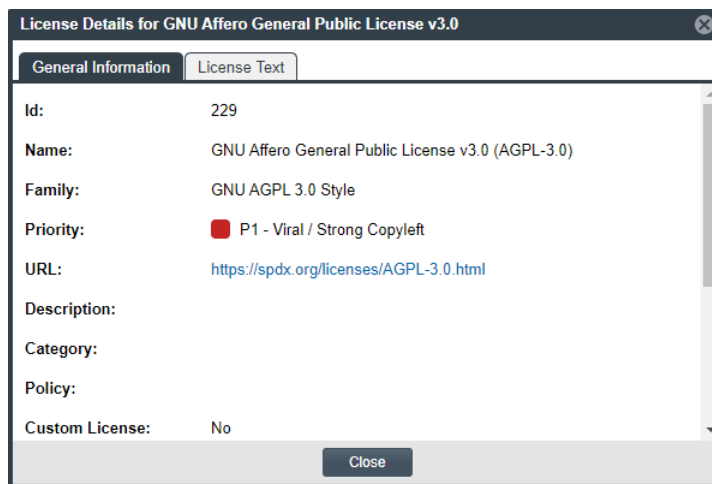 License Details for GNU Affero General Public License v3.0
General Information License Text
Id: 229
Name: GNU Affero General Public License v3.0 (AGPL-3.0)
Family: GNU AGPL 3.0 Style
Priority: P1 - Viral / Strong Copyleft
URL: https://spdx.org/licenses/AGPL-3.0.html
Description:
Category:
Policy:
Custom License: No
Close